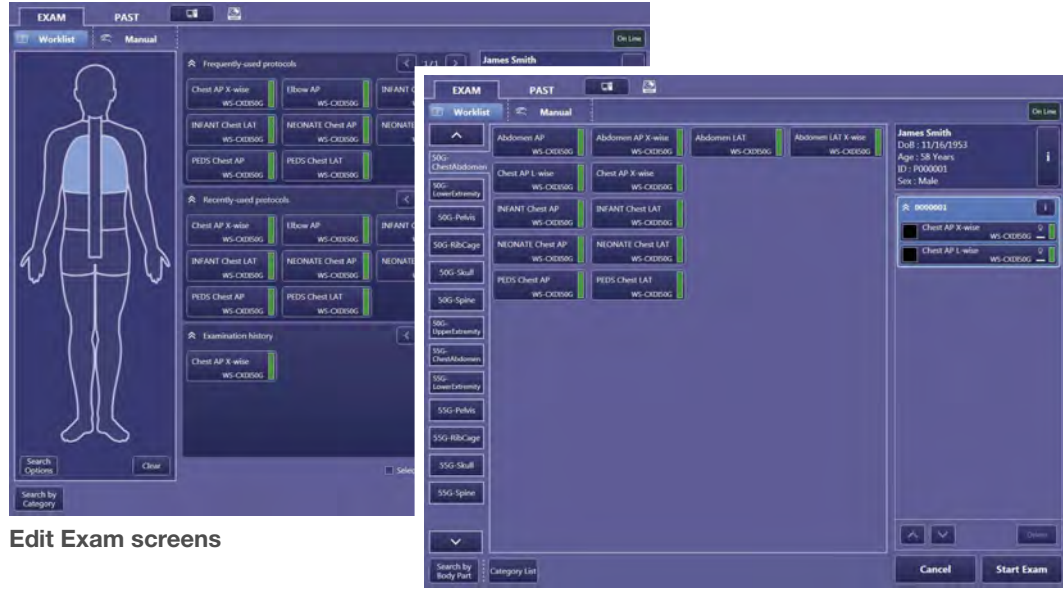 EXAM PAST
Worklist Manual
On Line
Frequently-used protocols
1/1
James Smith
Chest AP X-wise
WS-CXDI50G
Elbow AP
WS-CXDI50G
INFANT
INFANT Chest LAT
WS-CXDI50G
NEONATE Chest AP
WS-CXDI50G
NEONATE
PEDS Chest AP
WS-CXDI50G
PEDS Chest LAT
WS-CXDI50G
Recently-used protocols
Chest AP X-wise
WS-CXDI50G
Elbow AP
WS-CXDI50G
INFANT
INFANT Chest LAT
WS-CXDI50G
NEONATE Chest AP
WS-CXDI50G
NEONATE
PEDS Chest AP
WS-CXDI50G
PEDS Chest LAT
WS-CXDI50G
Examination history
Chest AP X-wise
WS-CXDI50G
Search
Options
Clear
Search by
Category
Edit Exam screens
EXAM PAST
Worklist Manual
On Line
50G-
ChestAbdomen
50G-
LowerExtremity
50G-Pelvis
50G-RibCage
50G-Skull
50G-Spine
50G-
UpperExtremity
55G-
ChestAbdomen
55G-
LowerExtremity
55G-Pelvis
55G-RibCage
55G-Skull
55G-Spine
Abdomen AP
WS-CXDI50G
Abdomen AP X-wise
WS-CXDI50G
Abdomen LAT
WS-CXDI50G
Abdomen LAT X-wise
WS-CXDI50G
Chest AP L-wise
WS-CXDI50G
Chest AP X-wise
WS-CXDI50G
INFANT Chest AP
WS-CXDI50G
INFANT Chest LAT
WS-CXDI50G
NEONATE Chest AP
WS-CXDI50G
NEONATE Chest LAT
WS-CXDI50G
PEDS Chest AP
WS-CXDI50G
PEDS Chest LAT
WS-CXDI50G
James Smith
DoB : 11/16/1953
Age : 58 Years
ID : P000001
Sex : Male
i
0000001
i
Chest AP X-wise
WS-CXDI50G
Chest AP L-wise
WS-CXDI50G
Delete
Search by
Body Part
Category List
Cancel
Start Exam